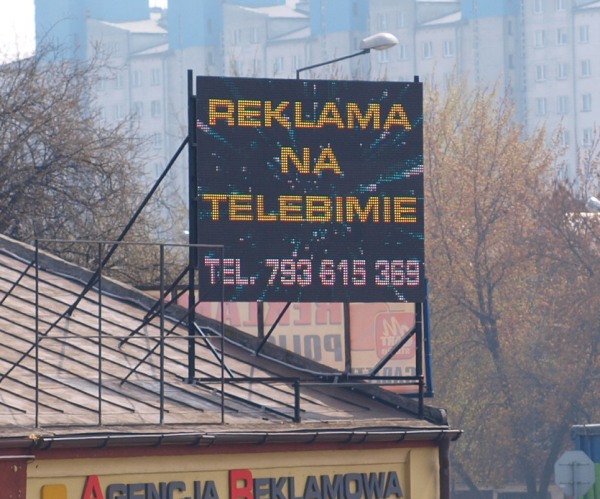 REKLAMA
NA
TELEBIMIE
TEL. 793 615 369
AGENCJA REKLAMOWA